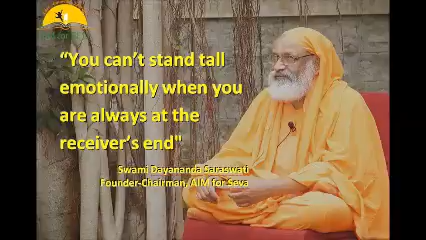 “You can’t stand tall
emotionally when you
are always at the
receiver’s end"
Swami Dayananda Saraswati
Founder-Chairman, AIM for Seva